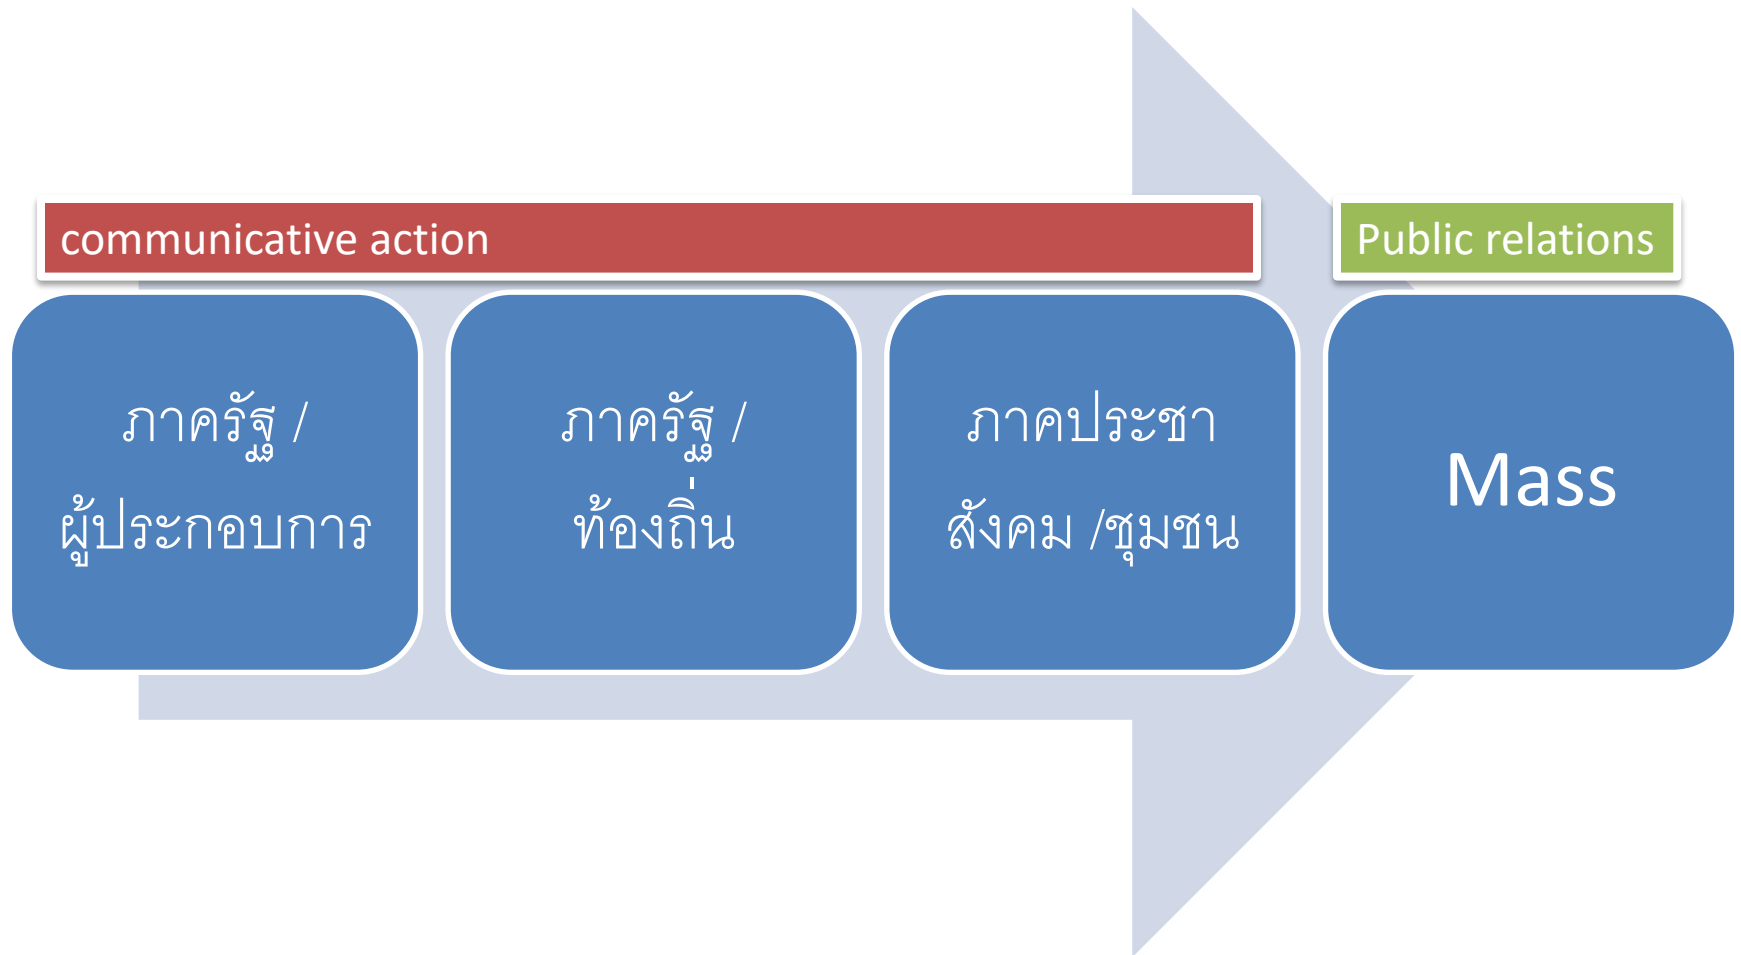 communicative action
Public relations
ภาครัฐ /
ผู้ประกอบการ
ภาครัฐ /
ท้องถิ่น
ภาคประชา
สังคม /ชุมชน
Mass